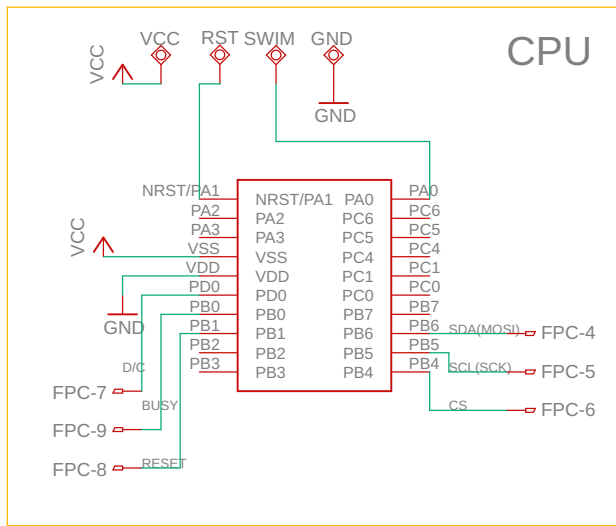 CPU
VCC
VCC
RST
SWIM
GND
GND
NRST/PA1
PA2
PA3
VSS
VDD
PD0
PB0
PB1
PB2
PB3
NRST/PA1
PA2
PA3
VSS
VDD
PD0
PB0
PB1
PB2
PB3
PA0
PC6
PC5
PC4
PC1
PC0
PB7
PB6
PB5
PB4
PA0
PC6
PC5
PC4
PC1
PC0
PB7
PB6
PB5
PB4
VCC
GND
D/C
FPC-7
BUSY
FPC-9
RESET
FPC-8
SDA(MOSI)
FPC-4
SCL(SCK)
FPC-5
CS
FPC-6